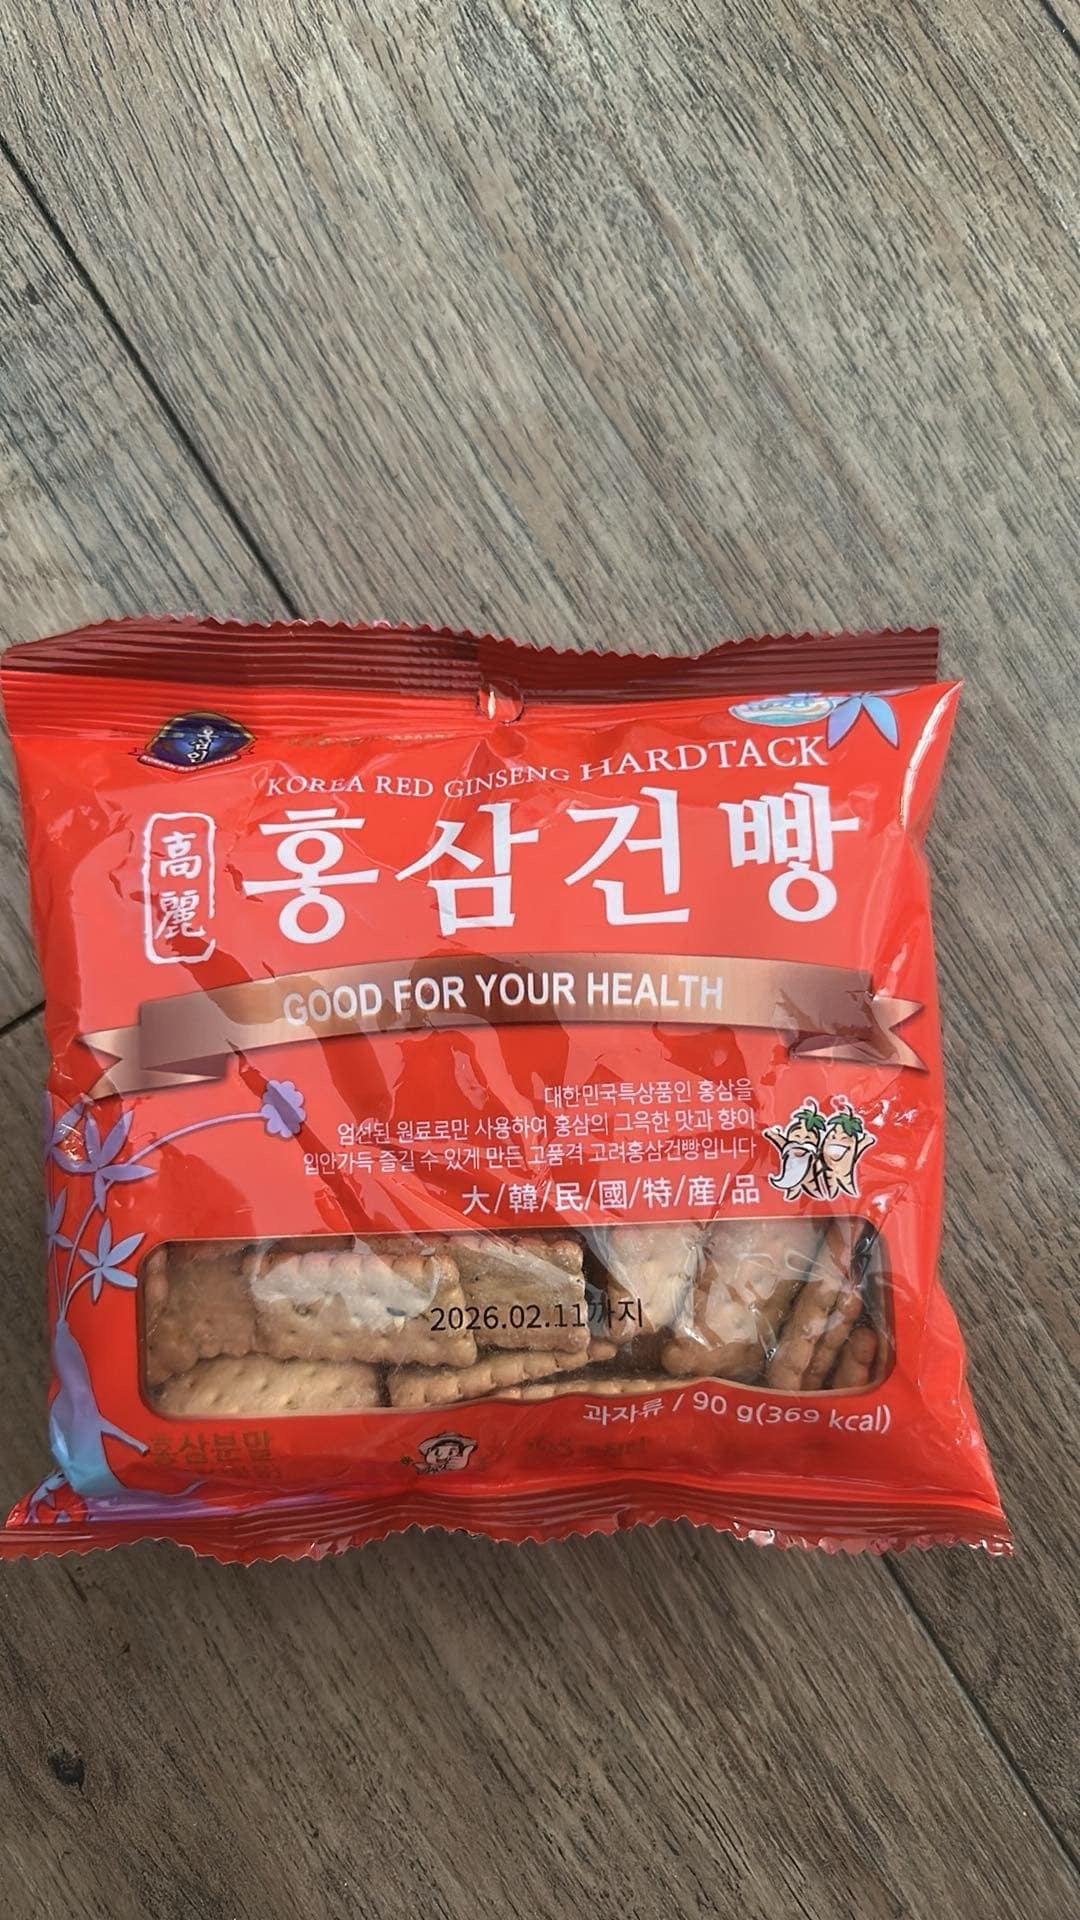 홍삼인
KOREA RED GINSENG HARDTACK
高麗
홍삼건빵
GOOD FOR YOUR HEALTH
대한민국특상품인 홍삼을
엄선된 원료로만 사용하여 홍삼의 그윽한 맛과 향이
입안가득 즐길 수 있게 만든 고품격 고려홍삼건빵입니다
大/韓/民/國/特/産/品
2026.02.11까지
과자류 / 90 g(369 kcal)
홍삼분말